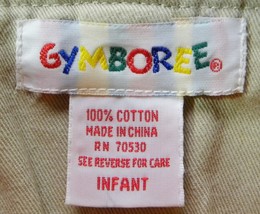 GYMBOREE®
100% COTTON
MADE IN CHINA
RN 70530
SEE REVERSE FOR CARE
INFANT